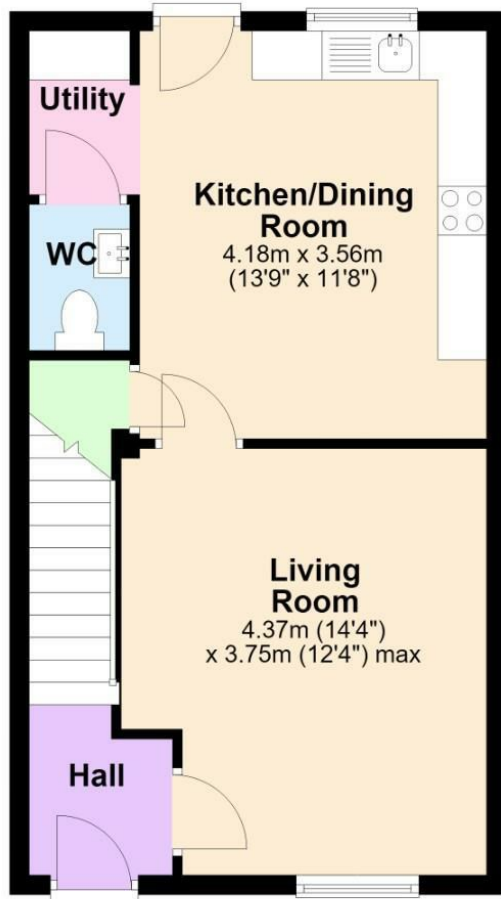 Utility
Kitchen/Dining
Room
4.18m x 3.56m
(13'9" x 11'8")
WC
Living
Room
4.37m (14'4")
x 3.75m (12'4") max
Hall